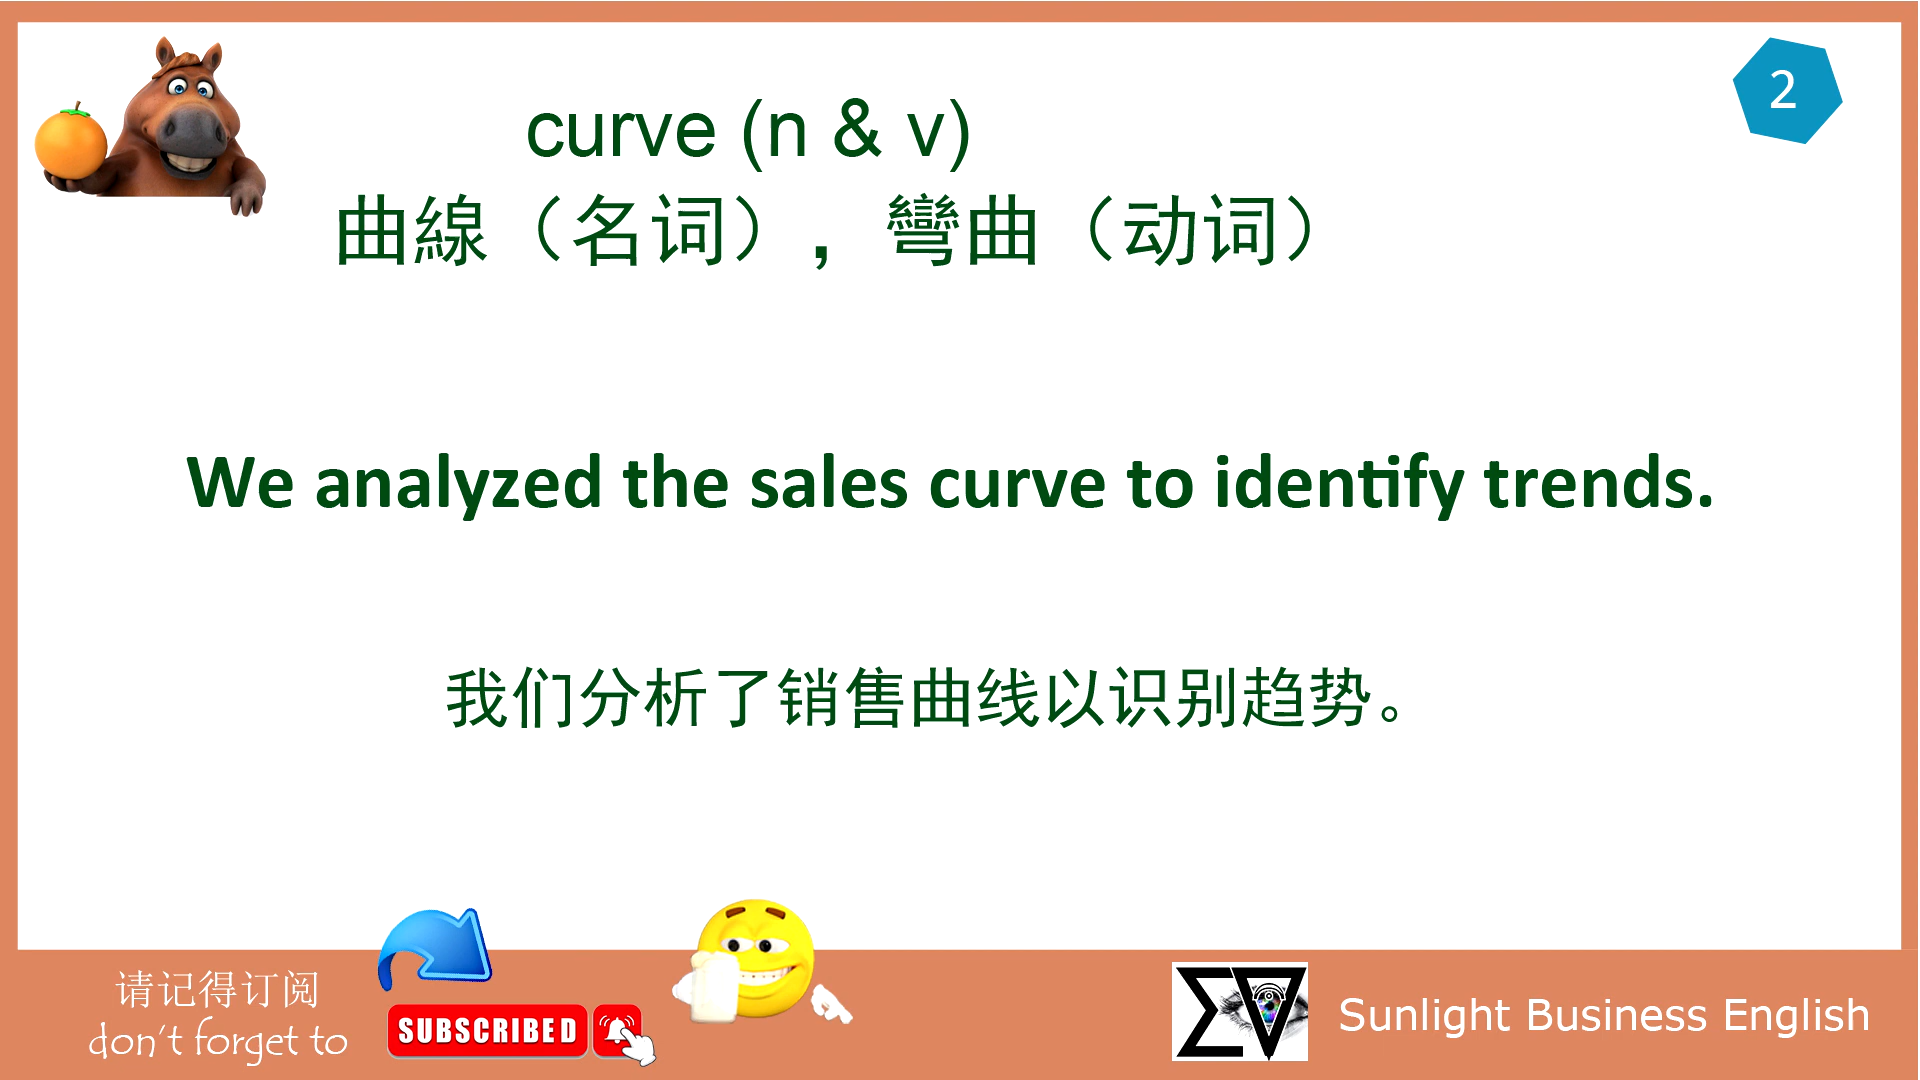 2
curve (n & v)
曲線（名词）, 彎曲（动词）
We analyzed the sales curve to identify trends.
我们分析了销售曲线以识别趋势。
请记得订阅
don't forget to
SUBSCRIBED
Sunlight Business English